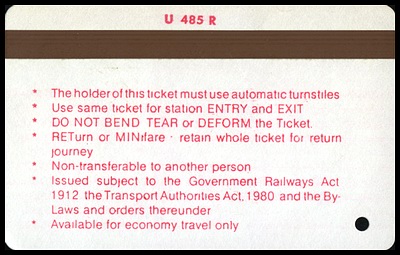 U 485 R
* The holder of this ticket must use automatic turnstiles
* Use same ticket for station ENTRY and EXIT
* DO NOT BEND TEAR or DEFORM the Ticket.
* RETurn or MINifare - retain whole ticket for return
journey
* Non-transferable to another person
* Issued subject to the Government Railways Act
1912 the Transport Authorities Act, 1980 and the By-
Laws and orders thereunder
* Available for economy travel only